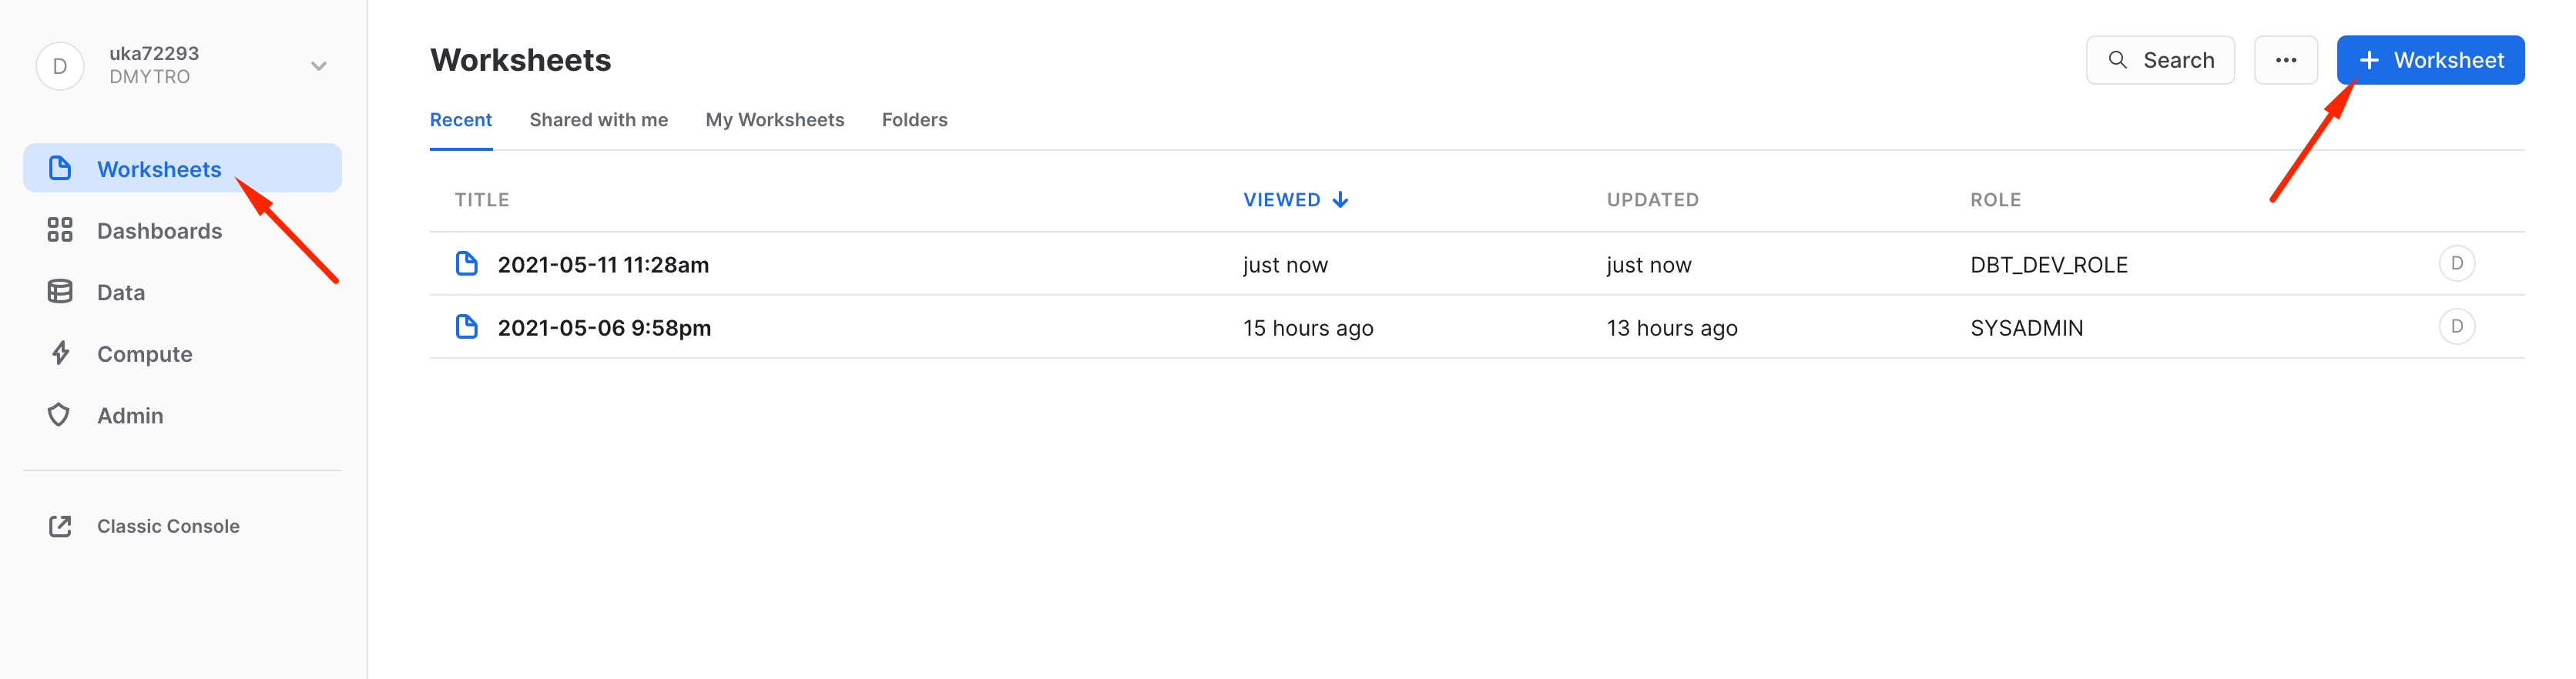 D
uka72293
DMYTRO
Worksheets
Dashboards
Data
Compute
Admin
Classic Console
Worksheets
Search
Worksheet
Recent Shared with me My Worksheets Folders
TITLE VIEWED UPDATED ROLE
2021-05-11 11:28am just now just now DBT_DEV_ROLE D
2021-05-06 9:58pm 15 hours ago 13 hours ago SYSADMIN D